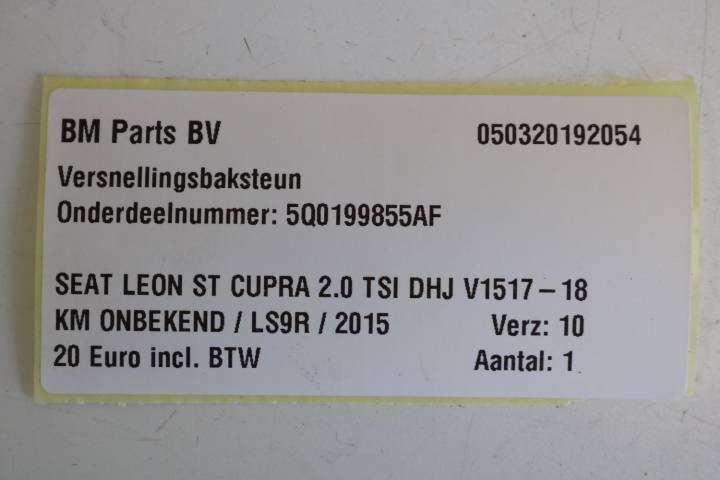 BM Parts BV 050320192054
Versnellingsbaksteun
Onderdeelnummer: 5Q0199855AF
SEAT LEON ST CUPRA 2.0 TSI DHJ V1517-18
KM ONBEKEND / LS9R / 2015 Verz: 10
20 Euro incl. BTW Aantal: 1